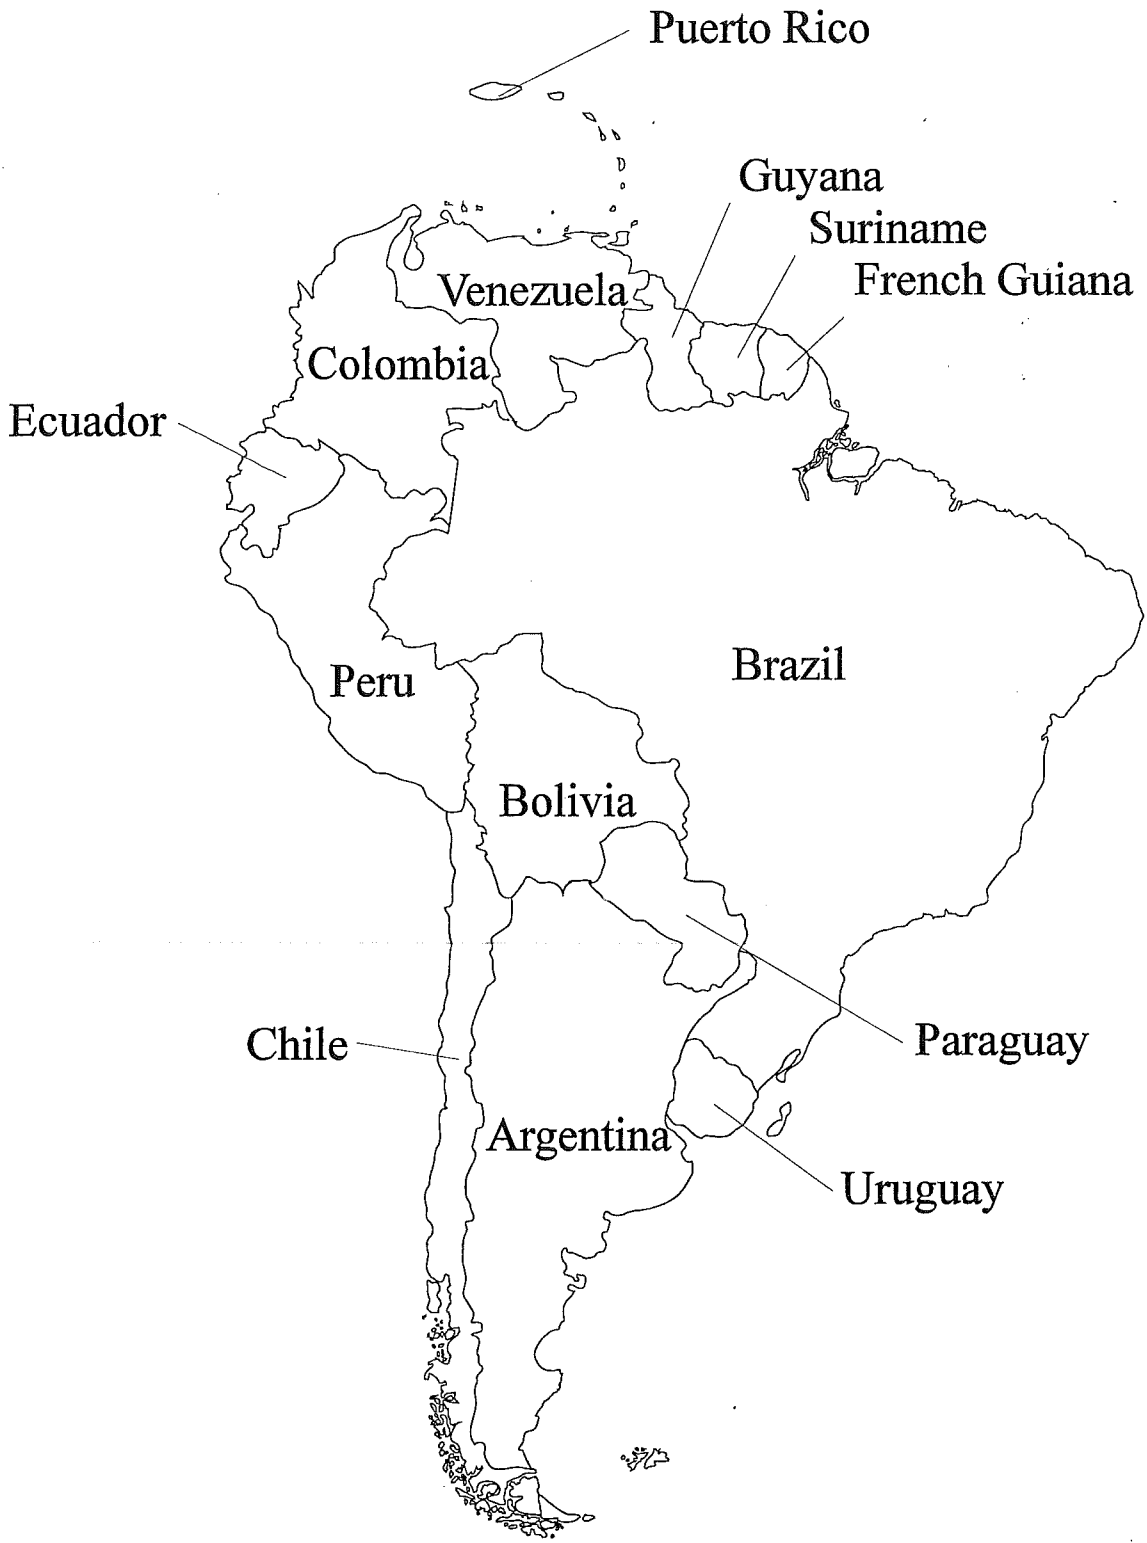 Puerto Rico
Guyana
Suriname
French Guiana
Venezuela
Colombia
Ecuador
Peru
Brazil
Bolivia
Chile
Paraguay
Argentina
Uruguay